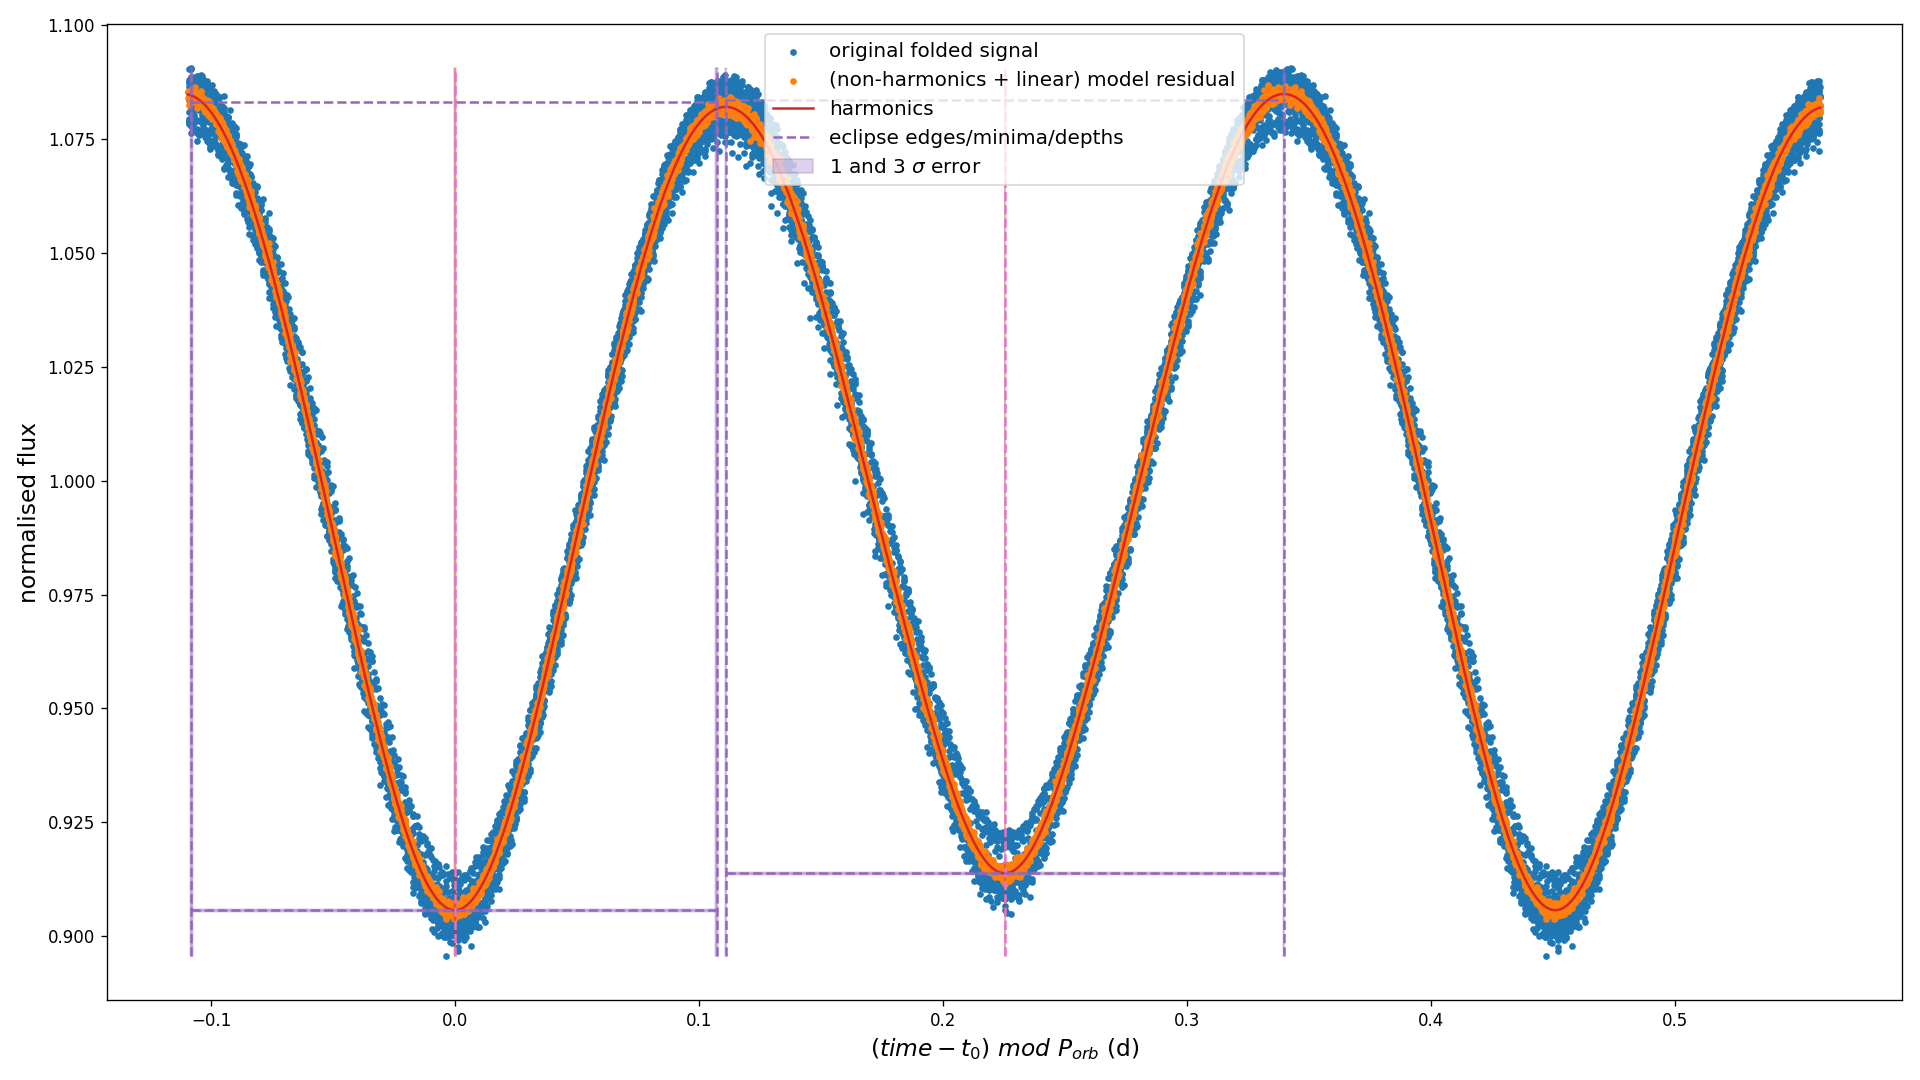 1.100
1.075
1.050
1.025
1.000
0.975
0.950
0.925
0.900
normalised flux
original folded signal
(non-harmonics + linear) model residual
harmonics
eclipse edges/minima/depths
1 and 3 σ error
−0.1 0.0 0.1 0.2 0.3 0.4 0.5
(time − t₀) mod P_orb (d)